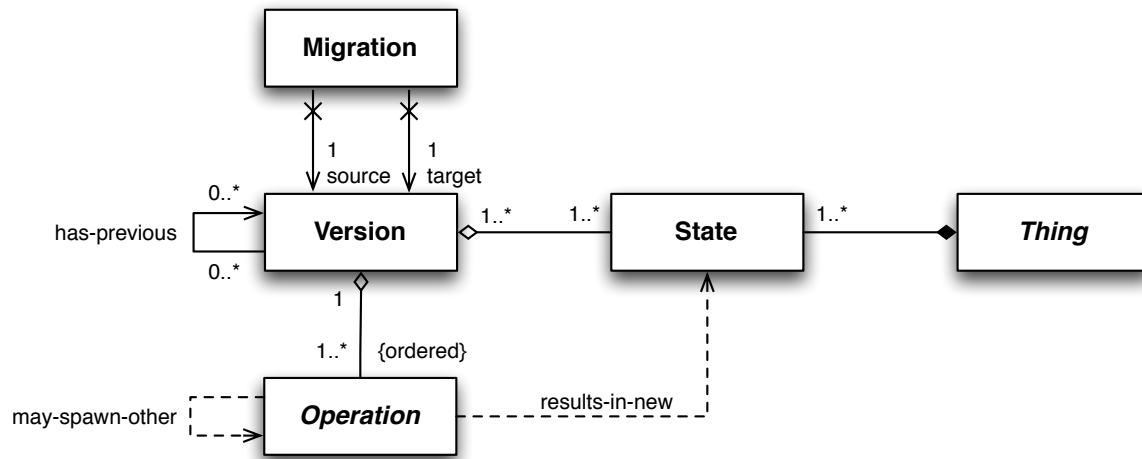 Migration
1
source
1
target
0..*
has-previous
0..*
Version
1..*
1..*
State
1..*
Thing
1
1..*
{ordered}
may-spawn-other
Operation
results-in-new